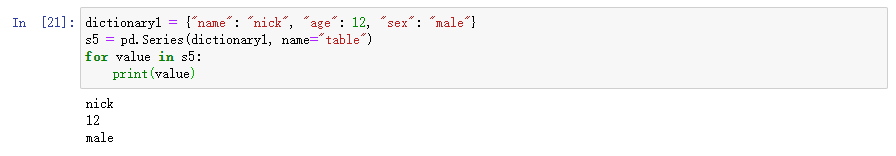 In [21]: dictionary1 = {"name": "nick", "age": 12, "sex": "male"}
s5 = pd.Series(dictionary1, name="table")
for value in s5:
    print(value)
nick
12
male